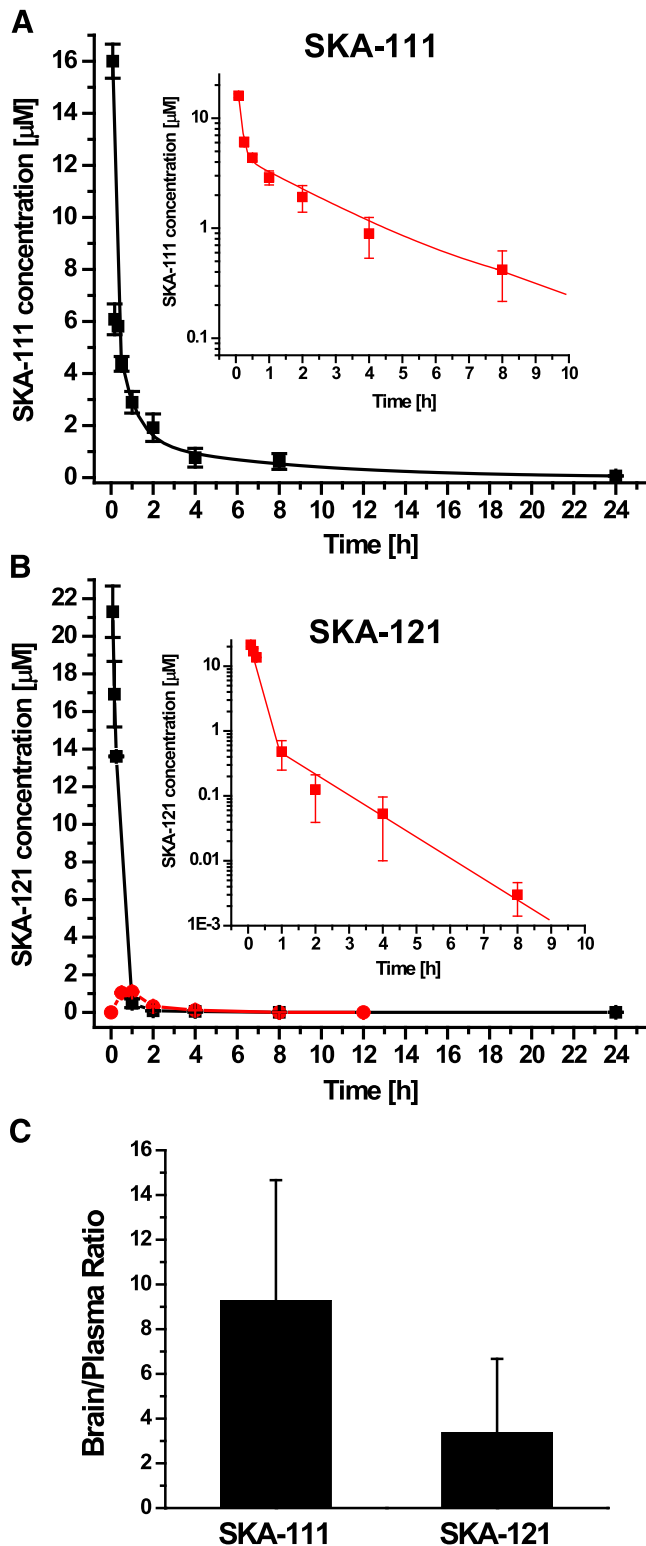 A
SKA-111
SKA-111 concentration [µM]
16
14
12
10
8
6
4
2
0
0 2 4 6 8 10 12 14 16 18 20 22 24
Time [h]
SKA-111 concentration [µM]
10
1
0.1
0 1 2 3 4 5 6 7 8 9 10
Time [h]
B
SKA-121
SKA-121 concentration [µM]
22
20
18
16
14
12
10
8
6
4
2
0
0 2 4 6 8 10 12 14 16 18 20 22 24
Time [h]
SKA-121 concentration [µM]
10
1
0.1
0.01
1E-3
0 1 2 3 4 5 6 7 8 9 10
Time [h]
C
Brain/Plasma Ratio
16
14
12
10
8
6
4
2
0
SKA-111 SKA-121